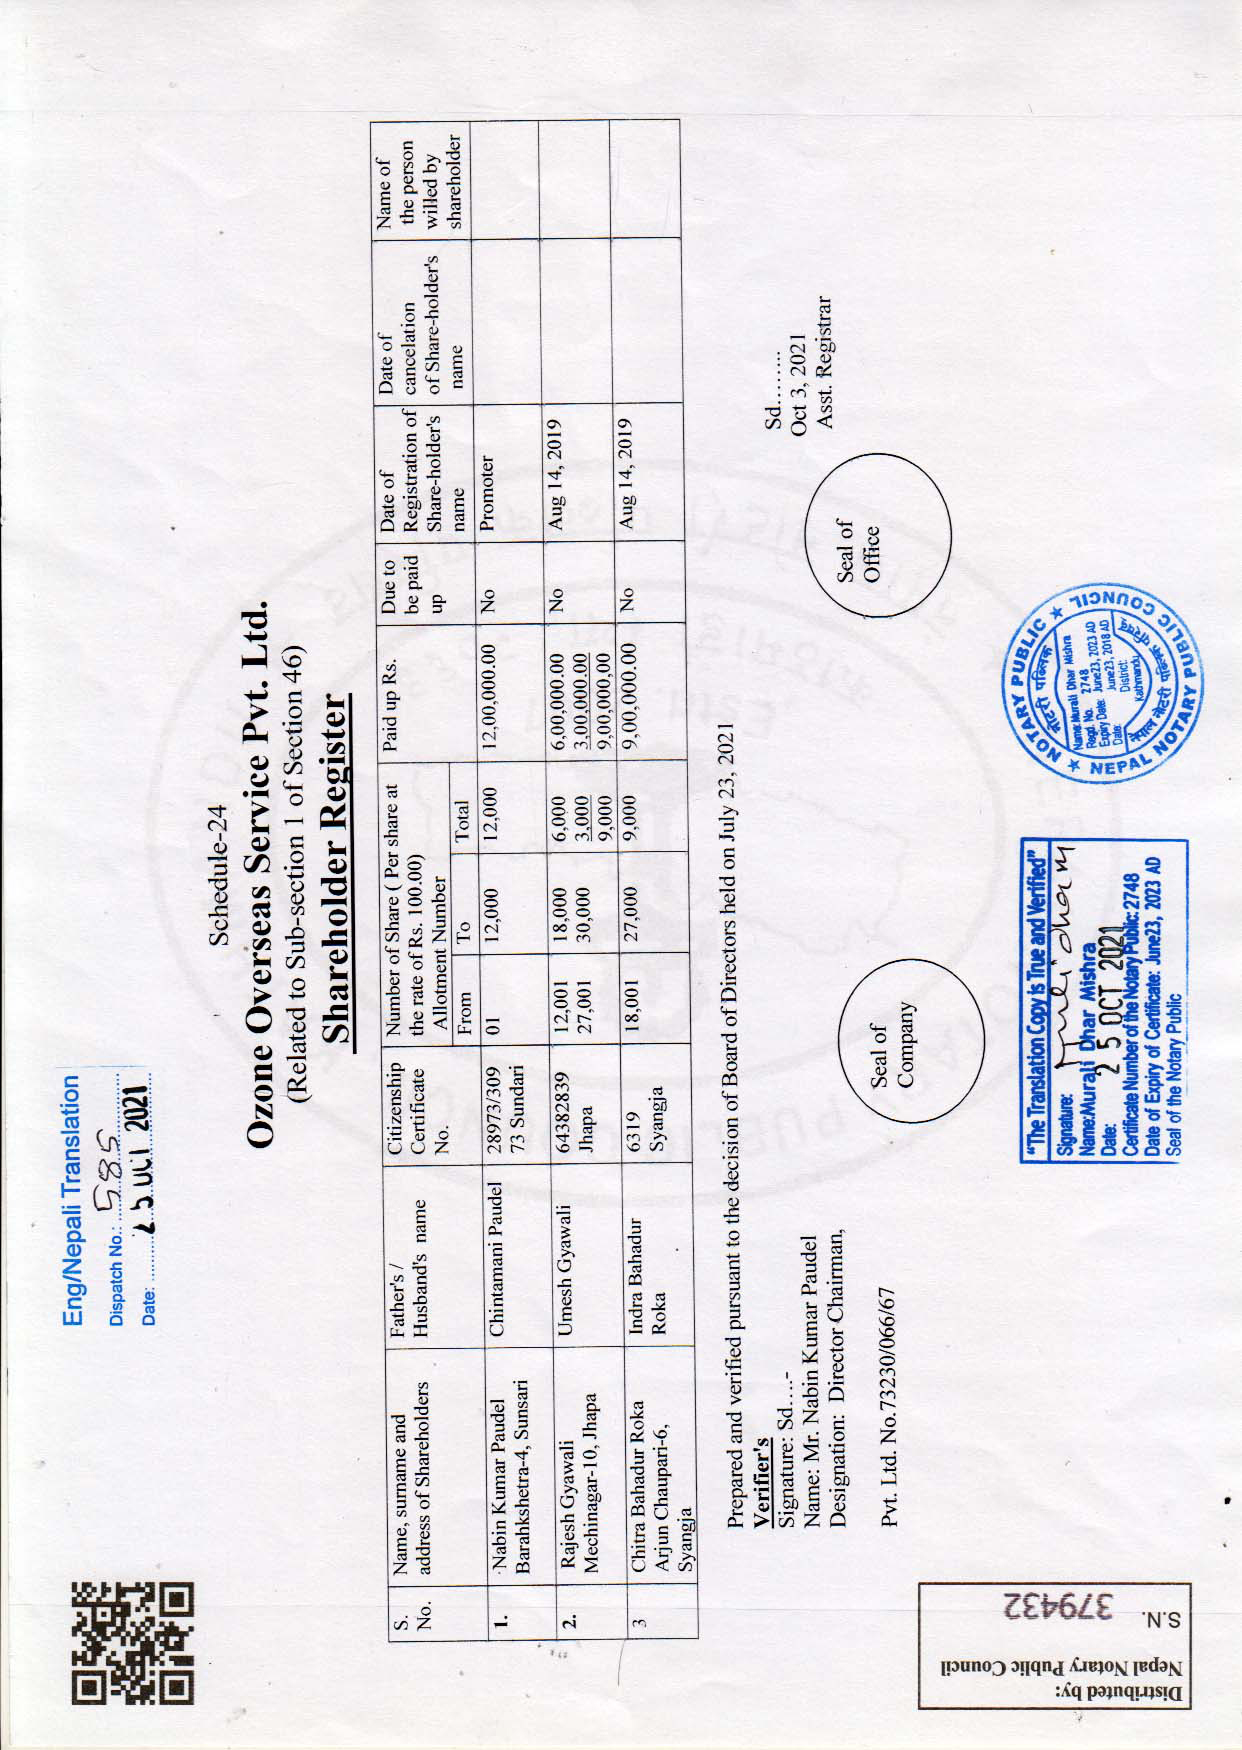 Eng/Nepali Translation
Dispatch No.: 585
Date: 25 OCT 2021
Schedule-24
Ozone Overseas Service Pvt. Ltd.
(Related to Sub-section 1 of Section 46)
Shareholder Register
S. No. | Name, surname and address of Shareholders | Father's / Husband's name | Citizenship Certificate No. | Number of Share ( Per share at the rate of Rs. 100.00) Allotment Number | Paid up Rs. | Due to be paid up | Date of Registration of Share-holder's name | Date of cancelation of Share-holder's name | Name of the person willed by shareholder
From | To | Total
1. | Nabin Kumar Paudel Barahkshetra-4, Sunsari | Chintamani Paudel | 28973/309 73 Sundari | 01 | 12,000 | 12,000 | 12,00,000.00 | No | Promoter
2. | Rajesh Gyawali Mechinagar-10, Jhapa | Umesh Gyawali | 64382839 Jhapa | 12,001 27,001 | 18,000 30,000 | 6,000 3,000 9,000 | 6,00,000.00 3,00,000.00 9,00,000,00 | No | Aug 14, 2019
3 | Chitra Bahadur Roka Arjun Chaupari-6, Syangja | Indra Bahadur Roka | 6319 Syangja | 18,001 | 27,000 | 9,000 | 9,00,000.00 | No | Aug 14, 2019
Prepared and verified pursuant to the decision of Board of Directors held on July 23, 2021
Verifier's
Signature: Sd....-
Name: Mr. Nabin Kumar Paudel
Designation: Director Chairman,
Pvt. Ltd. No.73230/066/67
Seal of
Company
Seal of
Office
Sd........
Oct 3, 2021
Asst. Registrar
"The Translation Copy is True and Verified"
Signature:
Name:Murali Dhar Mishra
Date: 25 OCT 2021
Certificate Number of the Notary Public: 2748
Date of Expiry of Certificate: June23, 2023 AD
Seal of the Notary Public
NOTARY PUBLIC
नोटरी पब्लिक
Name:Murali Dhar Mishra
Regd. No. 2748
Expiry Date: June23, 2023 AD
Date: June23, 2018 AD
District:
Kathmandu
नेपाल नोटरी पब्लिक परिषद्
NEPAL NOTARY PUBLIC COUNCIL
Distributed by:
Nepal Notary Public Council
S.N. 379432